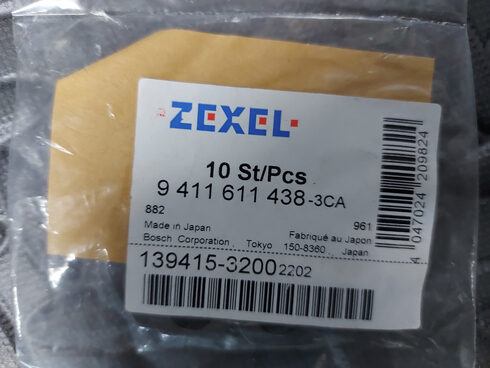 ZEXEL
10 St/Pcs
9 411 611 438-3CA
882
961
Made in Japan
Fabriqué au Japon
Bosch Corporation, Tokyo 150-8360, Japan
139415-3200 2202
4 047024 209824